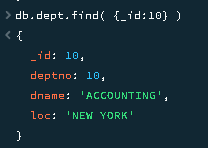 > db.dept.find( {_id:10} )
< {
_id: 10,
deptno: 10,
dname: 'ACCOUNTING',
loc: 'NEW YORK'
}